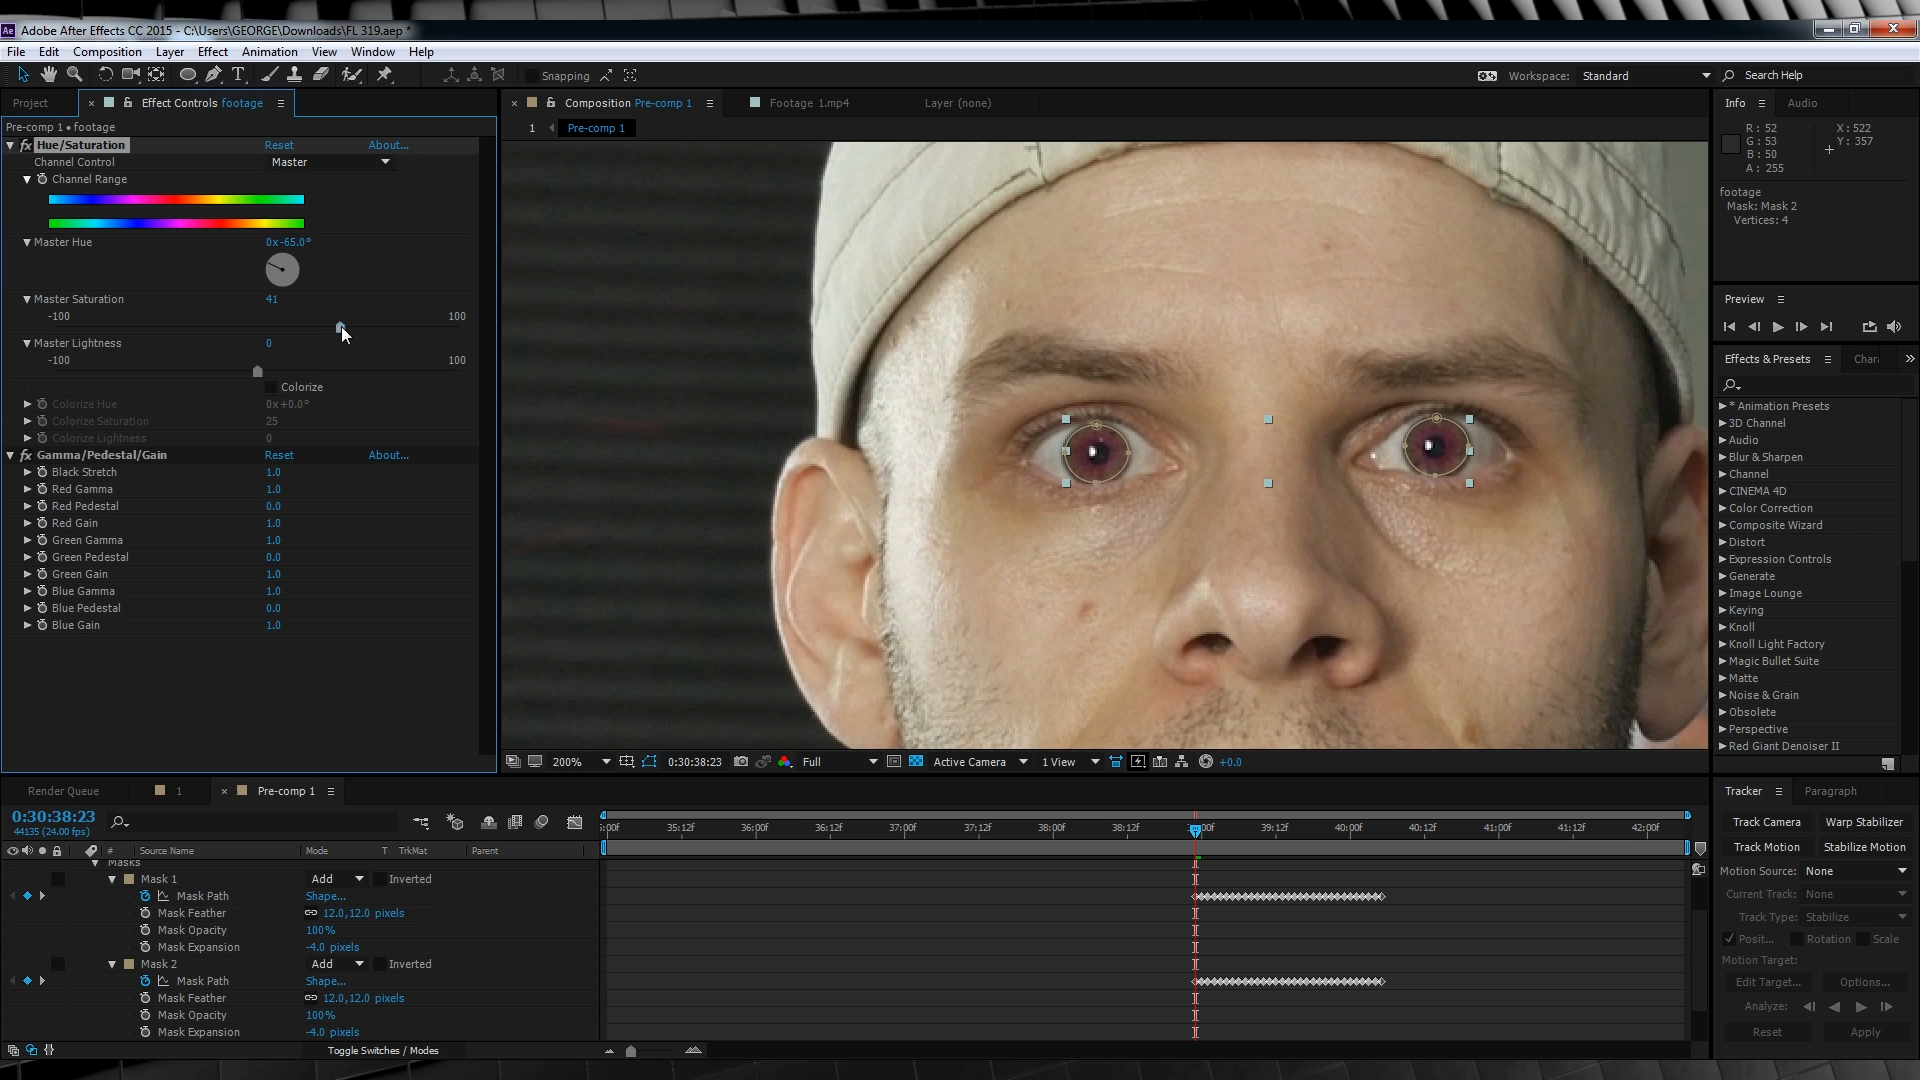 Ae Adobe After Effects CC 2015 - C:\Users\GEORGE\Downloads\FL 319.aep *
File Edit Composition Layer Effect Animation View Window Help
T Snapping Workspace: Standard Search Help
Project × Effect Controls footage
× Composition Pre-comp 1 Footage 1.mp4 Layer (none)
Info Audio
Pre-comp 1 • footage
1 Pre-comp 1
R : 52 X : 522
G : 53 Y : 357
B : 50
A : 255
footage
Mask: Mask 2
Vertices: 4
fx Hue/Saturation Reset About...
Channel Control Master
Channel Range
Master Hue 0x-65.0°
Master Saturation 41
-100 100
Master Lightness 0
-100 100
Colorize
Colorize Hue 0x+0.0°
Colorize Saturation 25
Colorize Lightness 0
fx Gamma/Pedestal/Gain Reset About...
Black Stretch 1.0
Red Gamma 1.0
Red Pedestal 0.0
Red Gain 1.0
Green Gamma 1.0
Green Pedestal 0.0
Green Gain 1.0
Blue Gamma 1.0
Blue Pedestal 0.0
Blue Gain 1.0
Preview
Effects & Presets Chara
* Animation Presets
3D Channel
Audio
Blur & Sharpen
Channel
CINEMA 4D
Color Correction
Composite Wizard
Distort
Expression Controls
Generate
Image Lounge
Keying
Knoll
Knoll Light Factory
Magic Bullet Suite
Matte
Noise & Grain
Obsolete
Perspective
Red Giant Denoiser II
200% 0:30:38:23 Full Active Camera 1 View +0.0
Render Queue 1 × Pre-comp 1
0:30:38:23
44135 (24.00 fps)
:00f 35:12f 36:00f 36:12f 37:00f 37:12f 38:00f 38:12f :00f 39:12f 40:00f 40:12f 41:00f 41:12f 42:00f
# Source Name Mode T TrkMat Parent
Masks
Mask 1 Add Inverted
Mask Path Shape...
Mask Feather 12.0,12.0 pixels
Mask Opacity 100%
Mask Expansion -4.0 pixels
Mask 2 Add Inverted
Mask Path Shape...
Mask Feather 12.0,12.0 pixels
Mask Opacity 100%
Mask Expansion -4.0 pixels
Toggle Switches / Modes
Tracker Paragraph
Track Camera Warp Stabilizer
Track Motion Stabilize Motion
Motion Source: None
Current Track: None
Track Type: Stabilize
Posit... Rotation Scale
Motion Target:
Edit Target... Options...
Analyze:
Reset Apply